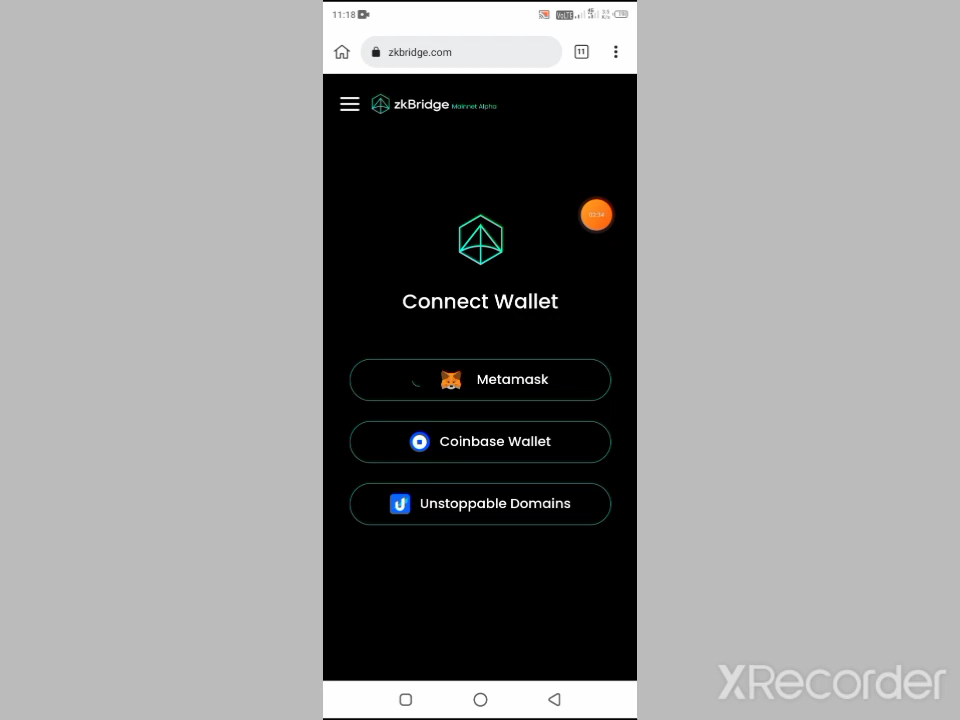 11:18
zkbridge.com
11
zkBridge Mainnet Alpha
Connect Wallet
Metamask
Coinbase Wallet
Unstoppable Domains
XRecorder